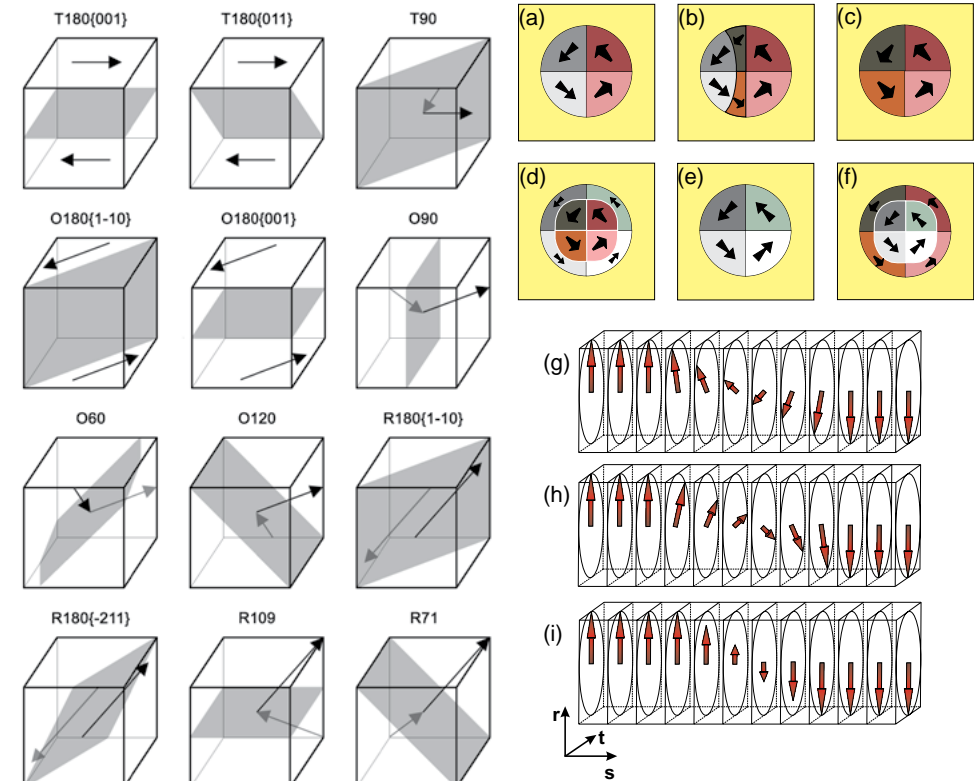 T180{001}
T180{011}
T90
O180{1-10}
O180{001}
O90
O60
O120
R180{1-10}
R180{-211}
R109
R71
(a)
(b)
(c)
(d)
(e)
(f)
(g)
(h)
(i)
r
t
s